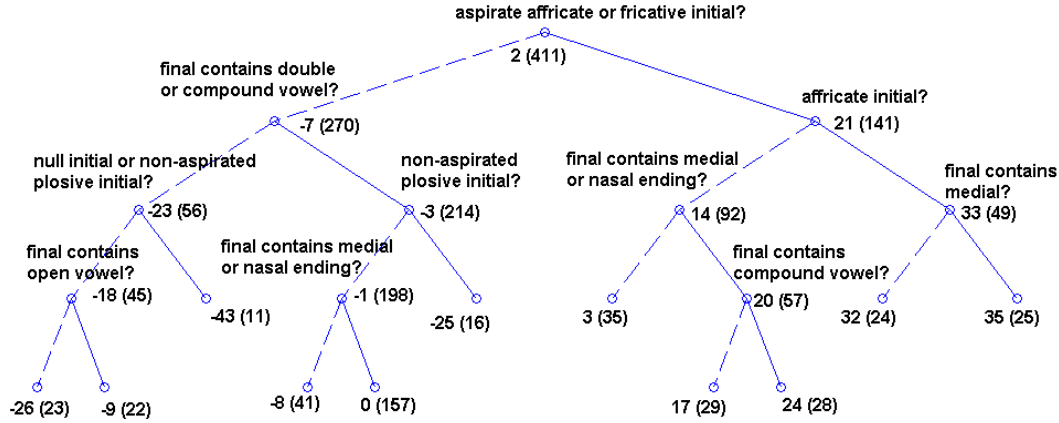 aspirate affricate or fricative initial?
2 (411)
final contains double
or compound vowel?
-7 (270)
affricate initial?
21 (141)
null initial or non-aspirated
plosive initial?
-23 (56)
non-aspirated
plosive initial?
-3 (214)
final contains medial
or nasal ending?
14 (92)
final contains
medial?
33 (49)
final contains
open vowel?
-18 (45)
-43 (11)
final contains medial
or nasal ending?
-1 (198)
-25 (16)
3 (35)
final contains
compound vowel?
20 (57)
32 (24)
35 (25)
-26 (23)
-9 (22)
-8 (41)
0 (157)
17 (29)
24 (28)